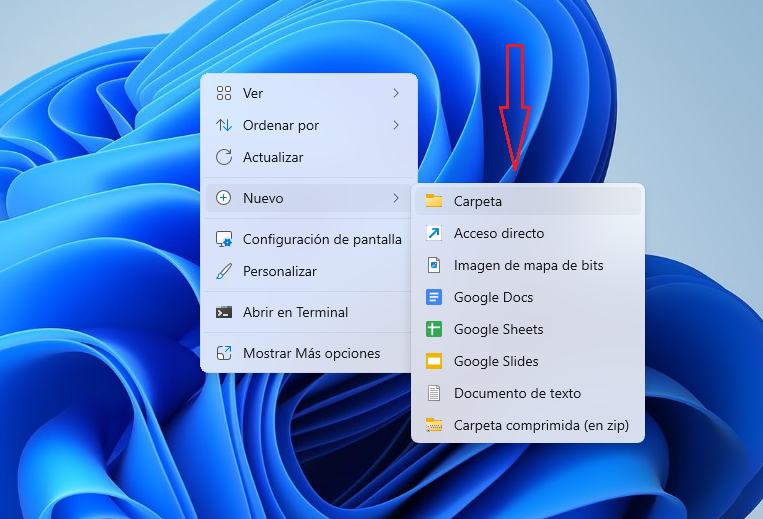 Ver
Ordenar por
Actualizar
Nuevo
Configuración de pantalla
Personalizar
Abrir en Terminal
Mostrar Más opciones
Carpeta
Acceso directo
Imagen de mapa de bits
Google Docs
Google Sheets
Google Slides
Documento de texto
Carpeta comprimida (en zip)